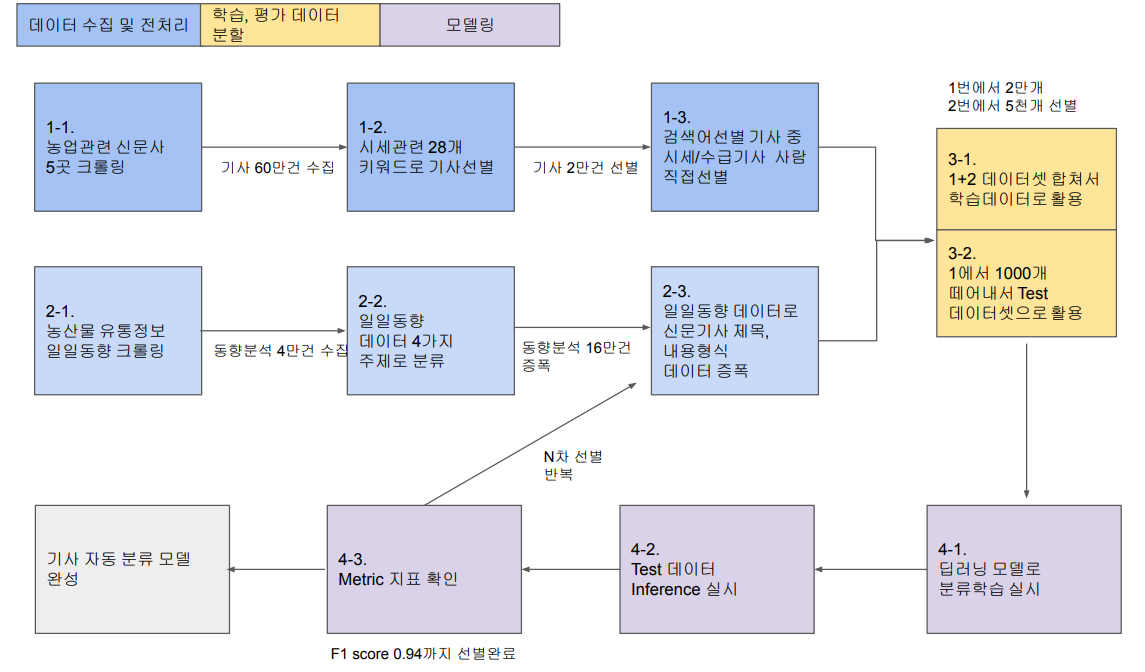 데이터 수집 및 전처리
학습, 평가 데이터
분할
모델링
1-1.
농업관련 신문사
5곳 크롤링
기사 60만건 수집
1-2.
시세관련 28개
키워드로 기사선별
기사 2만건 선별
1-3.
검색어선별 기사 중
시세/수급기사 사람
직접선별
1번에서 2만개
2번에서 5천개 선별
3-1.
1+2 데이터셋 합쳐서
학습데이터로 활용
3-2.
1에서 1000개
떼어내서 Test
데이터셋으로 활용
2-1.
농산물 유통정보
일일동향 크롤링
동향분석 4만건 수집
2-2.
일일동향
데이터 4가지
주제로 분류
동향분석 16만건
증폭
2-3.
일일동향 데이터로
신문기사 제목,
내용형식
데이터 증폭
N차 선별
반복
기사 자동 분류 모델
완성
4-3.
Metric 지표 확인
F1 score 0.94까지 선별완료
4-2.
Test 데이터
Inference 실시
4-1.
딥러닝 모델로
분류학습 실시